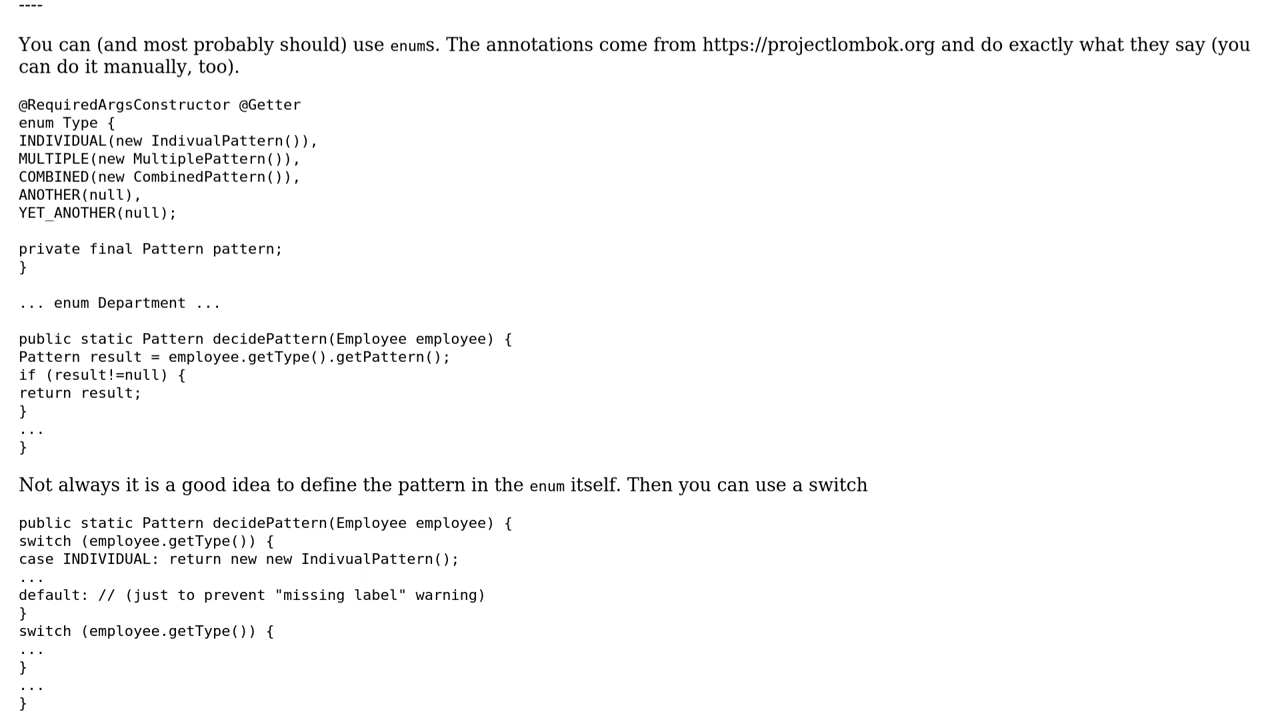 ----
You can (and most probably should) use enums. The annotations come from https://projectlombok.org and do exactly what they say (you
can do it manually, too).
@RequiredArgsConstructor @Getter
enum Type {
INDIVIDUAL(new IndivualPattern()),
MULTIPLE(new MultiplePattern()),
COMBINED(new CombinedPattern()),
ANOTHER(null),
YET_ANOTHER(null);
private final Pattern pattern;
}
... enum Department ...
public static Pattern decidePattern(Employee employee) {
Pattern result = employee.getType().getPattern();
if (result!=null) {
return result;
}
...
}
Not always it is a good idea to define the pattern in the enum itself. Then you can use a switch
public static Pattern decidePattern(Employee employee) {
switch (employee.getType()) {
case INDIVIDUAL: return new new IndivualPattern();
...
default: // (just to prevent "missing label" warning)
}
switch (employee.getType()) {
...
}
...
}